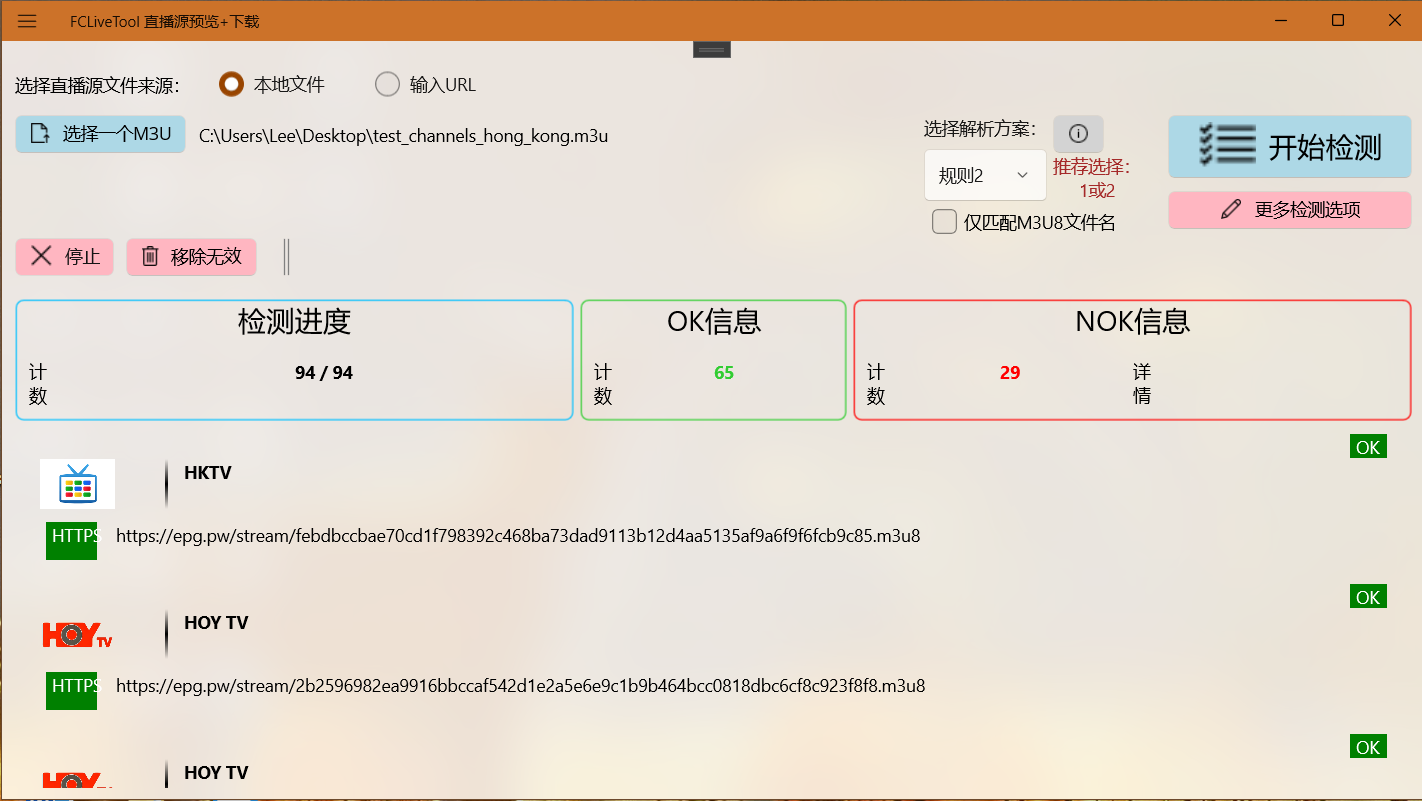 FCLiveTool 直播源预览+下载
选择直播源文件来源:
本地文件
输入URL
选择一个M3U
C:\Users\Lee\Desktop\test_channels_hong_kong.m3u
选择解析方案:
规则2
推荐选择:
1或2
仅匹配M3U8文件名
开始检测
更多检测选项
停止
移除无效
检测进度
计
数
94 / 94
OK信息
计
数
65
NOK信息
计
数
29
详
情
OK
HKTV
HTTPS
https://epg.pw/stream/febdbccbae70cd1f798392c468ba73dad9113b12d4aa5135af9a6f9f6fcb9c85.m3u8
OK
HOY TV
HOY TV
HTTPS
https://epg.pw/stream/2b2596982ea9916bbccaf542d1e2a5e6e9c1b9b464bcc0818dbc6cf8c923f8f8.m3u8
OK
HOY TV
HOY TV